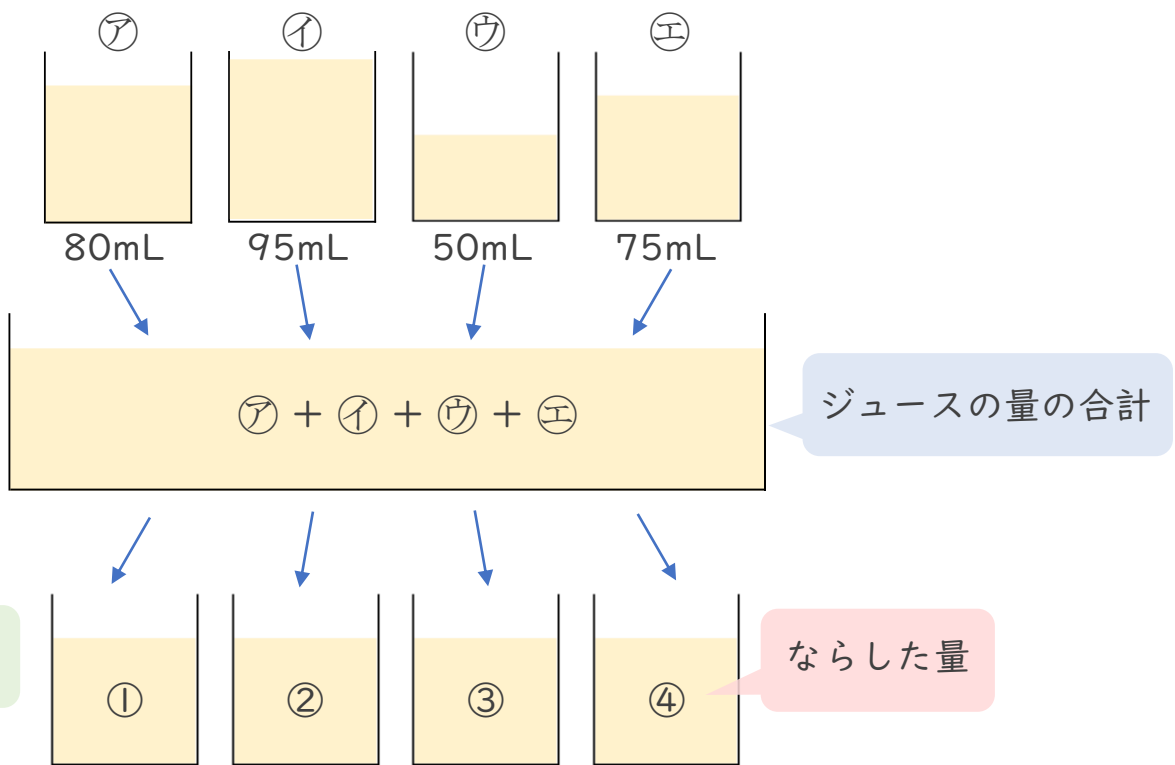 ㋐ ㋑ ㋒ ㋓
80mL 95mL 50mL 75mL
㋐ + ㋑ + ㋒ + ㋓
ジュースの量の合計
① ② ③ ④
ならした量